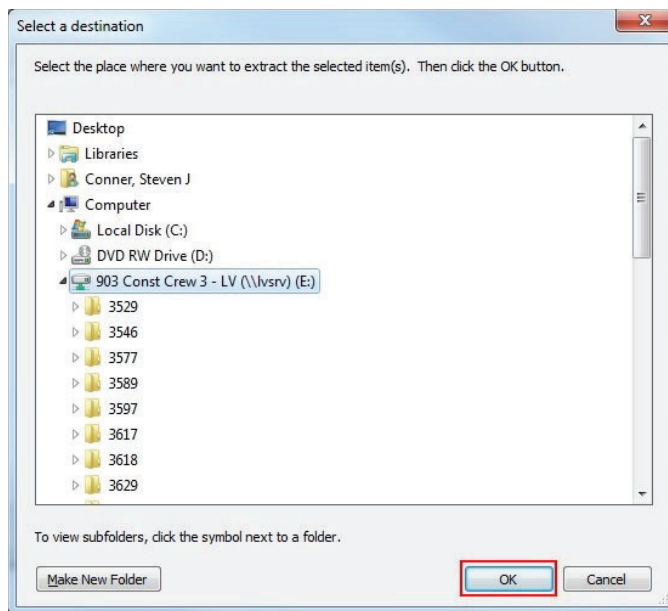 Select a destination
Select the place where you want to extract the selected item(s). Then click the OK button.
Desktop
Libraries
Conner, Steven J
Computer
Local Disk (C:)
DVD RW Drive (D:)
903 Const Crew 3 - LV (\\lvsrv) (E:)
3529
3546
3577
3589
3597
3617
3618
3629
To view subfolders, click the symbol next to a folder.
Make New Folder OK Cancel